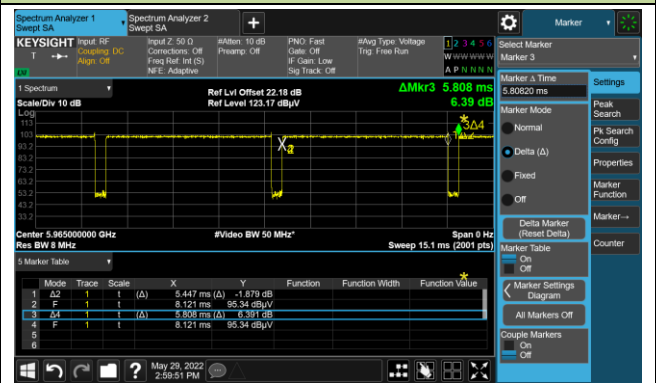 Spectrum Analyzer 1
Swept SA
Spectrum Analyzer 2
Swept SA
+
Marker
KEYSIGHT
Input: RF
Coupling: DC
Align: Off
Input Z: 50 Ω
Corrections: Off
Freq Ref: Int (S)
NFE: Adaptive
#Atten: 10 dB
Preamp: Off
PNO: Fast
Gate: Off
IF Gain: Low
Sig Track: Off
#Avg Type: Voltage
Trig: Free Run
1 2 3 4 5 6
W W W W W W
A P N N N N
Select Marker
Marker 3
1 Spectrum
Scale/Div 10 dB
Ref Lvl Offset 22.18 dB
Ref Level 123.17 dBµV
ΔMkr3 5.808 ms
6.39 dB
Log
113
103
93.2
83.2
73.2
63.2
53.2
43.2
33.2
3Δ4
Center 5.965000000 GHz
#Video BW 50 MHz*
Span 0 Hz
Res BW 8 MHz
Sweep 15.1 ms (2001 pts)
5 Marker Table
Mode Trace Scale X Y Function Function Width Function Value
1 Δ2 1 t (Δ) 5.447 ms (Δ) -1.879 dB
2 F 1 t 8.121 ms 95.34 dBµV
3 Δ4 1 t (Δ) 5.808 ms (Δ) 6.391 dB
4 F 1 t 8.121 ms 95.34 dBµV
5
6
Marker Δ Time
5.80820 ms
Marker Mode
Normal
Delta (Δ)
Fixed
Off
Delta Marker
(Reset Delta)
Marker Table
On
Off
Marker Settings
Diagram
All Markers Off
Couple Markers
On
Off
Settings
Peak
Search
Pk Search
Config
Properties
Marker
Function
Marker→
Counter
?
May 29, 2022
2:59:51 PM